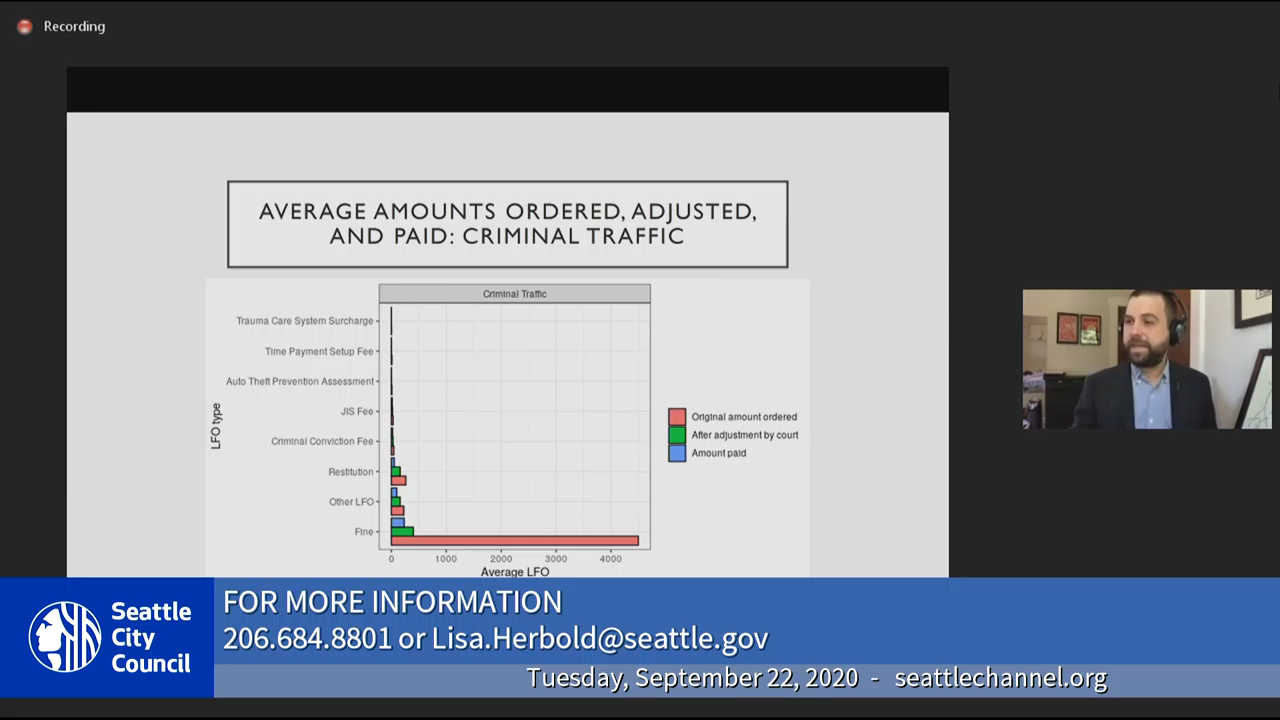 Recording
AVERAGE AMOUNTS ORDERED, ADJUSTED,
AND PAID: CRIMINAL TRAFFIC
Criminal Traffic
Trauma Care System Surcharge
Time Payment Setup Fee
Auto Theft Prevention Assessment
JIS Fee
Criminal Conviction Fee
Restitution
Other LFO
Fine
LFO type
0 1000 2000 3000 4000
Average LFO
Original amount ordered
After adjustment by court
Amount paid
Seattle
City
Council
FOR MORE INFORMATION
206.684.8801 or Lisa.Herbold@seattle.gov
Tuesday, September 22, 2020 - seattlechannel.org